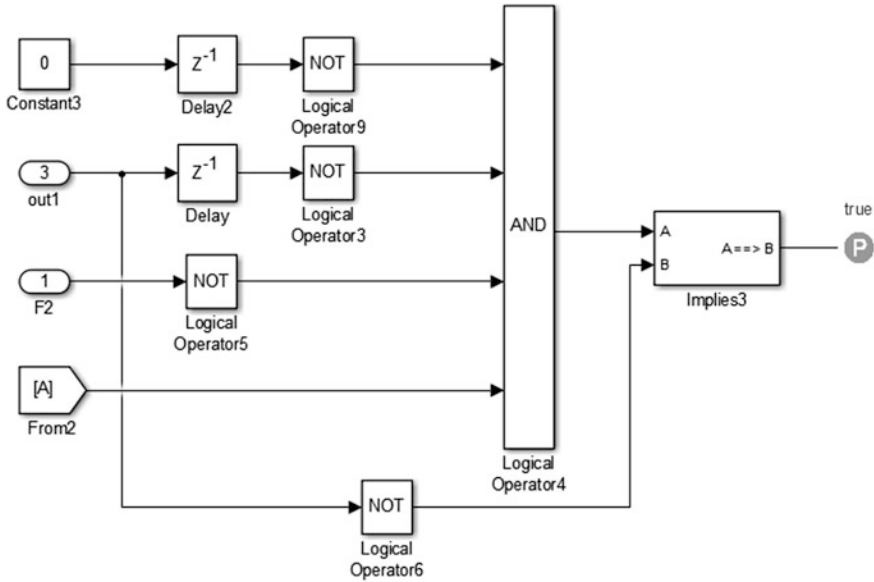 0
Constant3
Z-1
Delay2
NOT
Logical
Operator9
3
out1
Z-1
Delay
NOT
Logical
Operator3
1
F2
NOT
Logical
Operator5
[A]
From2
AND
Logical
Operator4
NOT
Logical
Operator6
A
B
A==> B
Implies3
true
P